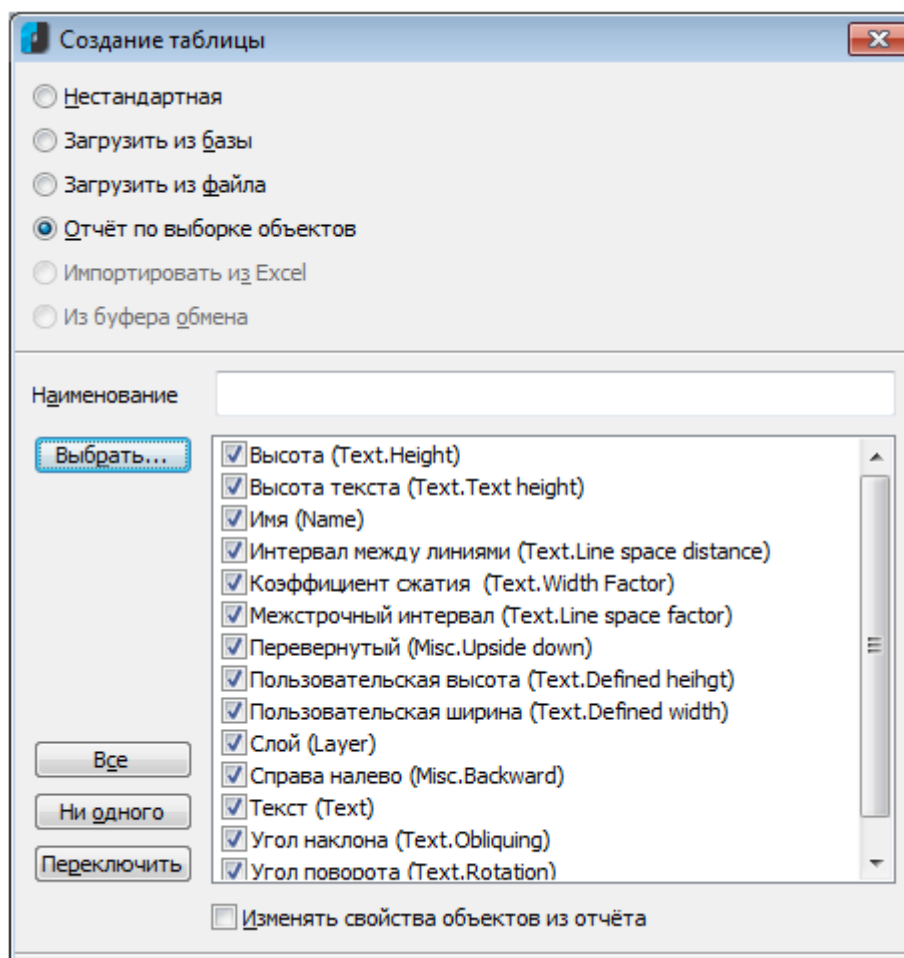 Создание таблицы
Нестандартная
Загрузить из базы
Загрузить из файла
Отчёт по выборке объектов
Импортировать из Excel
Из буфера обмена
Наименование
Выбрать...
Высота (Text.Height)
Высота текста (Text.Text height)
Имя (Name)
Интервал между линиями (Text.Line space distance)
Коэффициент сжатия (Text.Width Factor)
Межстрочный интервал (Text.Line space factor)
Перевернутый (Misc.Upside down)
Пользовательская высота (Text.Defined heihgt)
Пользовательская ширина (Text.Defined width)
Слой (Layer)
Справа налево (Misc.Backward)
Текст (Text)
Угол наклона (Text.Obliquing)
Угол поворота (Text.Rotation)
Все
Ни одного
Переключить
Изменять свойства объектов из отчёта